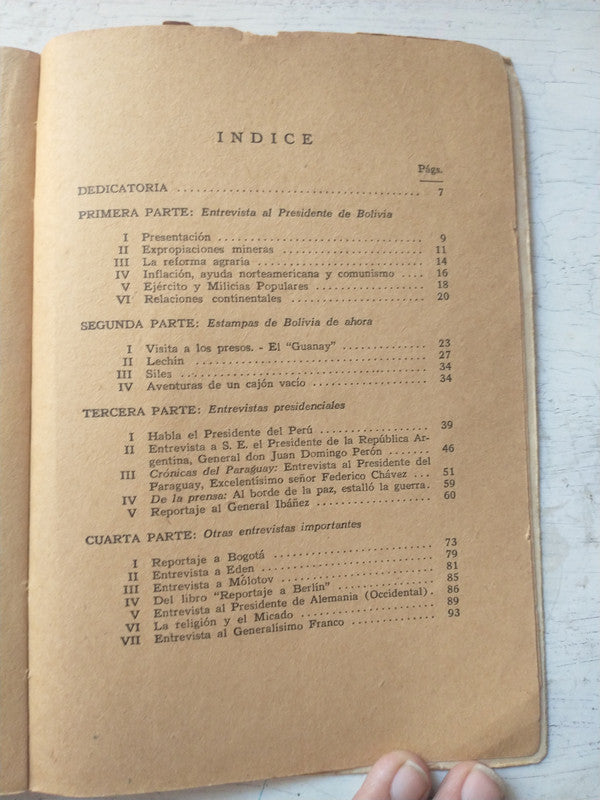 INDICE
Págs.
DEDICATORIA ........................................ 7
PRIMERA PARTE: Entrevista al Presidente de Bolivia
I Presentación .................................. 9
II Expropiaciones mineras ........................ 11
III La reforma agraria ............................ 14
IV Inflación, ayuda norteamericana y comunismo .... 16
V Ejército y Milicias Populares .................. 18
VI Relaciones continentales ...................... 20
SEGUNDA PARTE: Estampas de Bolivia de ahora
I Visita a los presos. - El "Guanay" ............. 23
II Lechín ........................................ 27
III Siles ........................................ 34
IV Aventuras de un cajón vacío ................... 34
TERCERA PARTE: Entrevistas presidenciales
I Habla el Presidente del Perú .................. 39
II Entrevista a S. E. el Presidente de la República Ar-
gentina, General don Juan Domingo Perón ....... 46
III Crónicas del Paraguay: Entrevista al Presidente del
Paraguay, Excelentísimo señor Federico Chávez ... 51
IV De la prensa: Al borde de la paz, estalló la guerra. 59
V Reportaje al General Ibáñez ................... 60
CUARTA PARTE: Otras entrevistas importantes
I Reportaje a Bogotá ............................ 73
II Entrevista a Eden ............................. 79
III Entrevista a Mólotov ......................... 81
IV Del libro "Reportaje a Berlín" ................ 85
V Entrevista al Presidente de Alemania (Occidental). 86
VI La religión y el Micado ....................... 89
VII Entrevista al Generalísimo Franco ............ 93